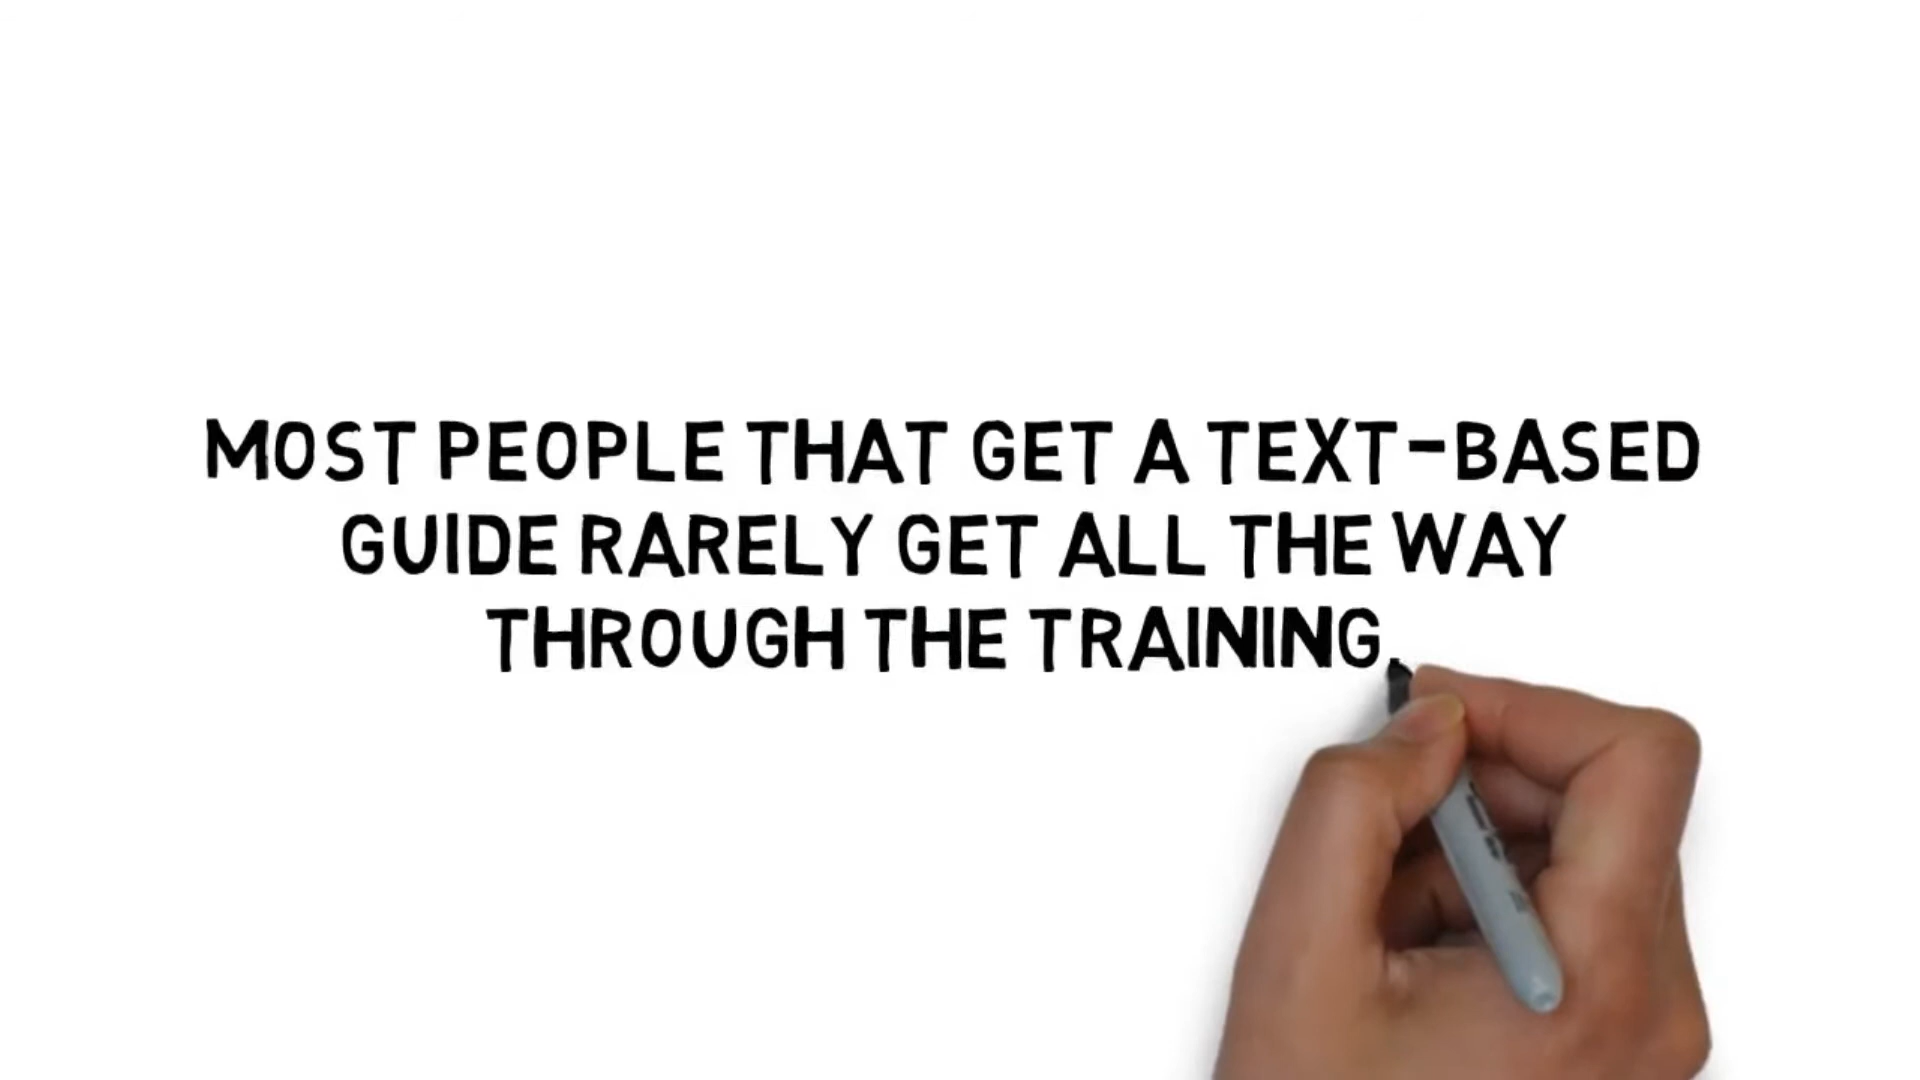 MOST PEOPLE THAT GET A TEXT-BASED
GUIDE RARELY GET ALL THE WAY
THROUGH THE TRAINING.